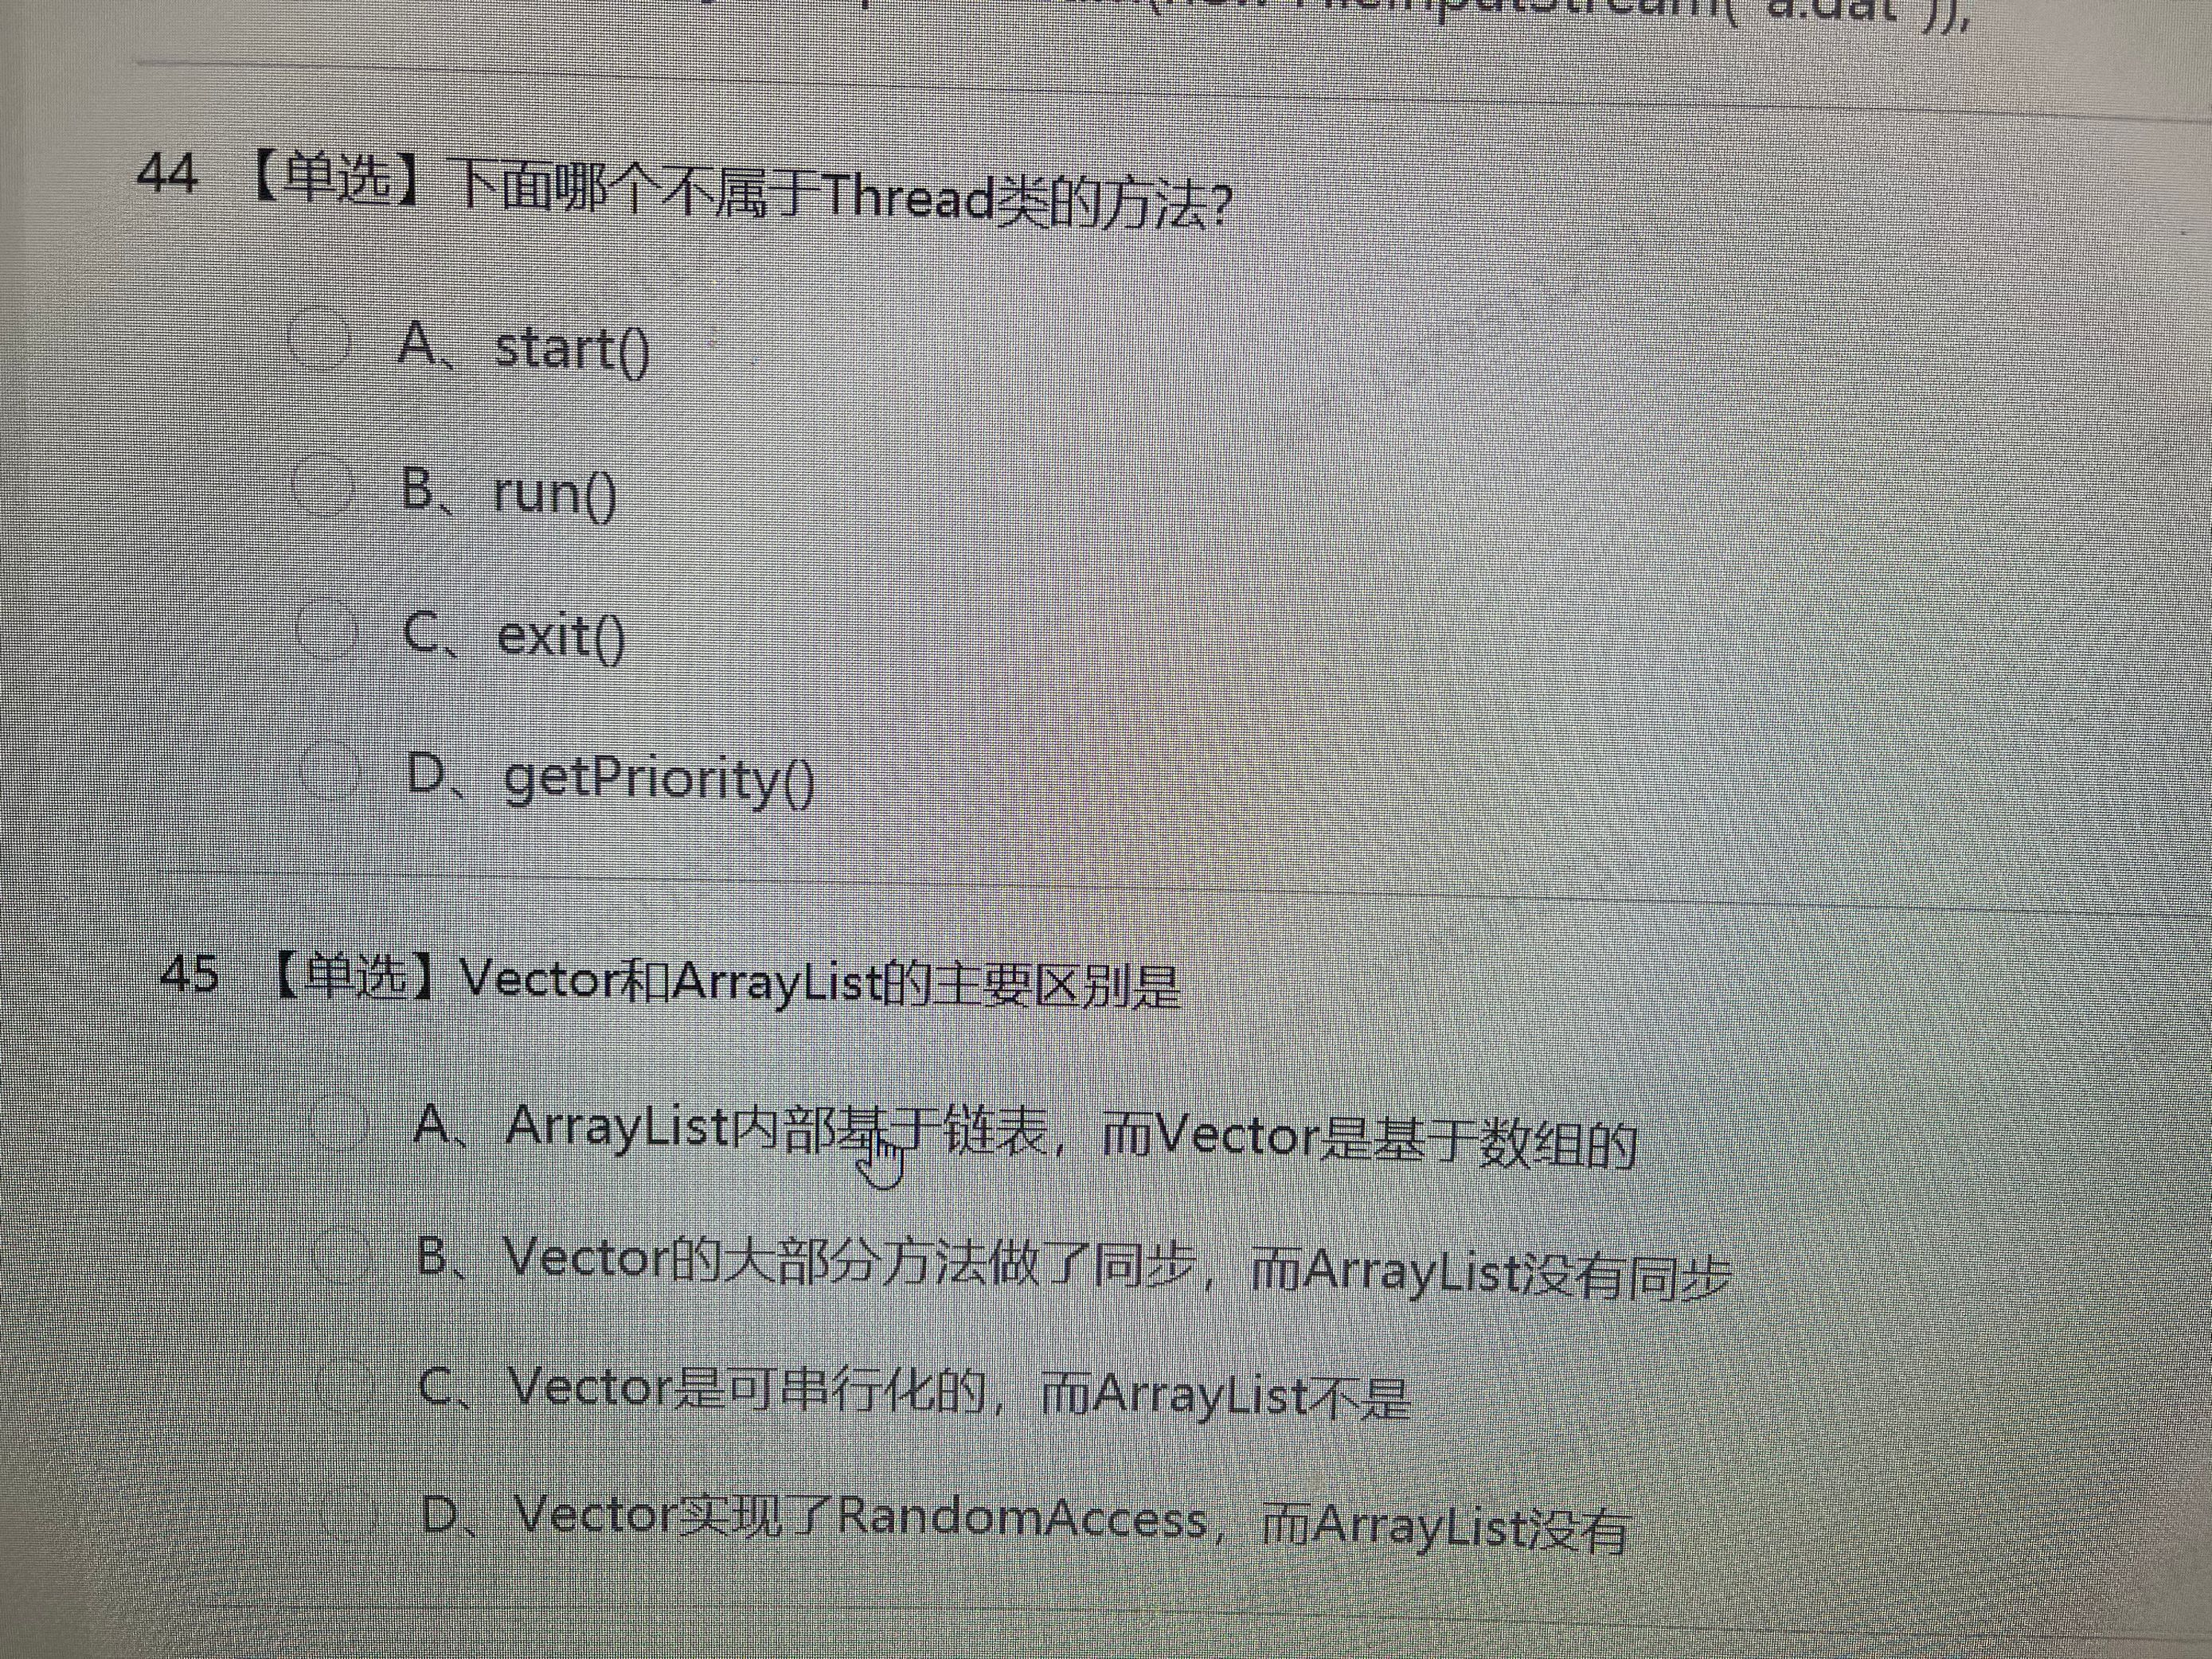 44 【单选】下面哪个不属于Thread类的方法?
A、start()
B、run()
C、exit()
D、getPriority()
45 【单选】Vector和ArrayList的主要区别是
A、ArrayList内部基于链表，而Vector是基于数组的
B、Vector的大部分方法做了同步，而ArrayList没有同步
C、Vector是可串行化的，而ArrayList不是
D、Vector实现了RandomAccess，而ArrayList没有